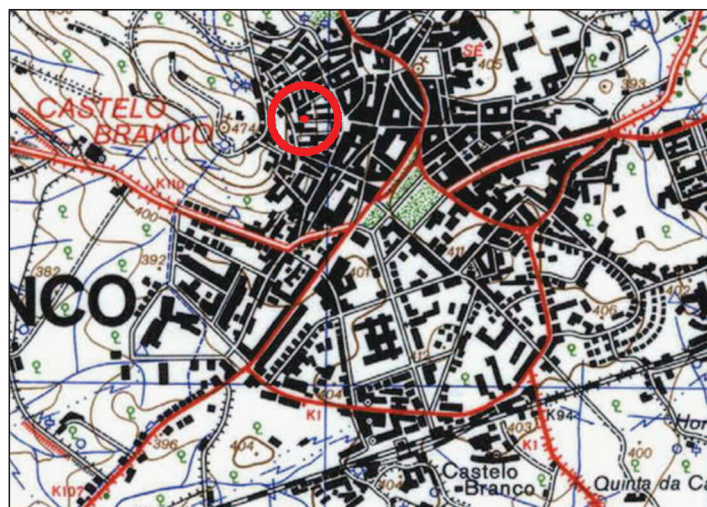 SÉ
405
393
CASTELO
BRANCO
474
K110
400
392
382
NCO
401
411
402
406
412
404
K1
396
404
403
K94
K1
400
Hor
K107
Castelo
Branco
Quinta da Ca